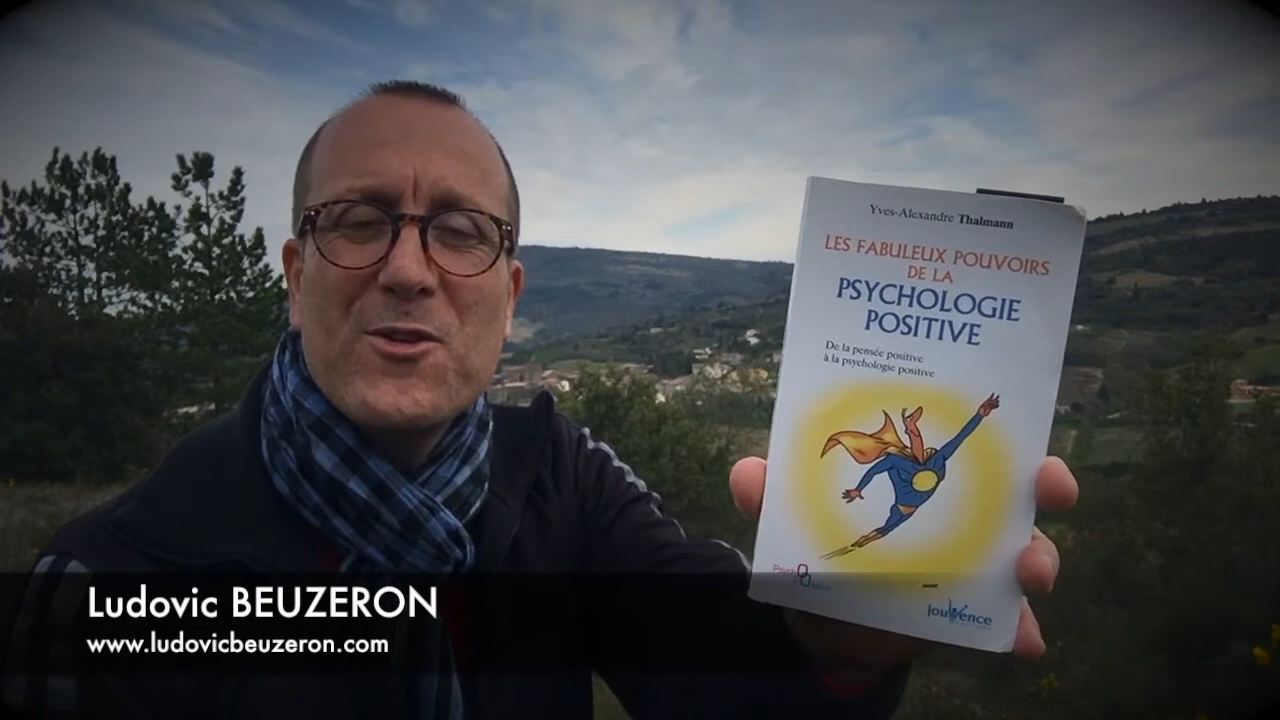 Yves-Alexandre Thalmann
LES FABULEUX POUVOIRS
DE LA
PSYCHOLOGIE
POSITIVE
De la pensée positive
à la psychologie positive
jouvence
Ludovic BEUZERON
www.ludovicbeuzeron.com